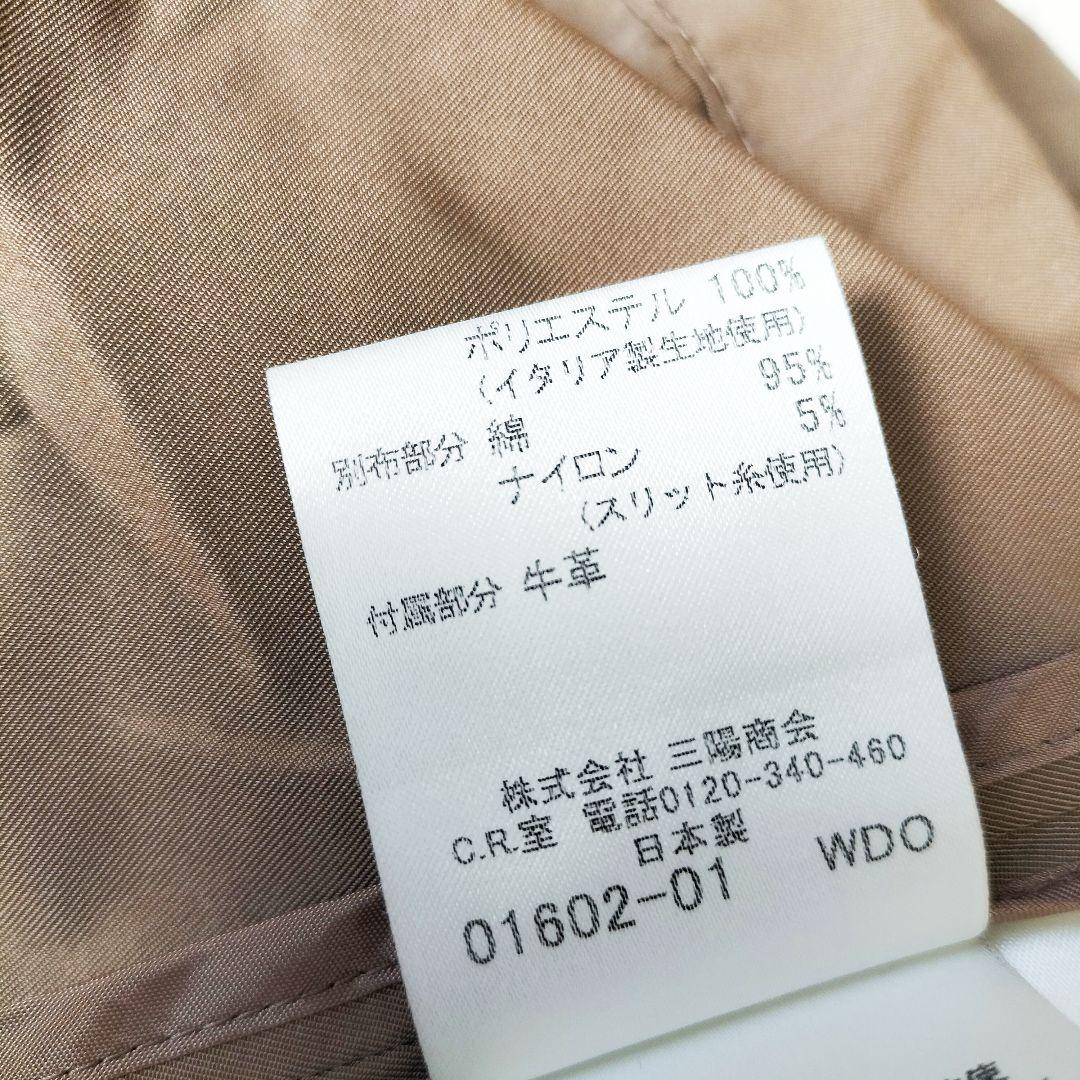 ポリエステル 100%
(イタリア製生地使用)
別布部分 綿 95%
ナイロン 5%
(スリット糸使用)
付属部分 牛革
株式会社 三陽商会
C.R.室 電話0120-340-460
日本製
01602-01 WDO